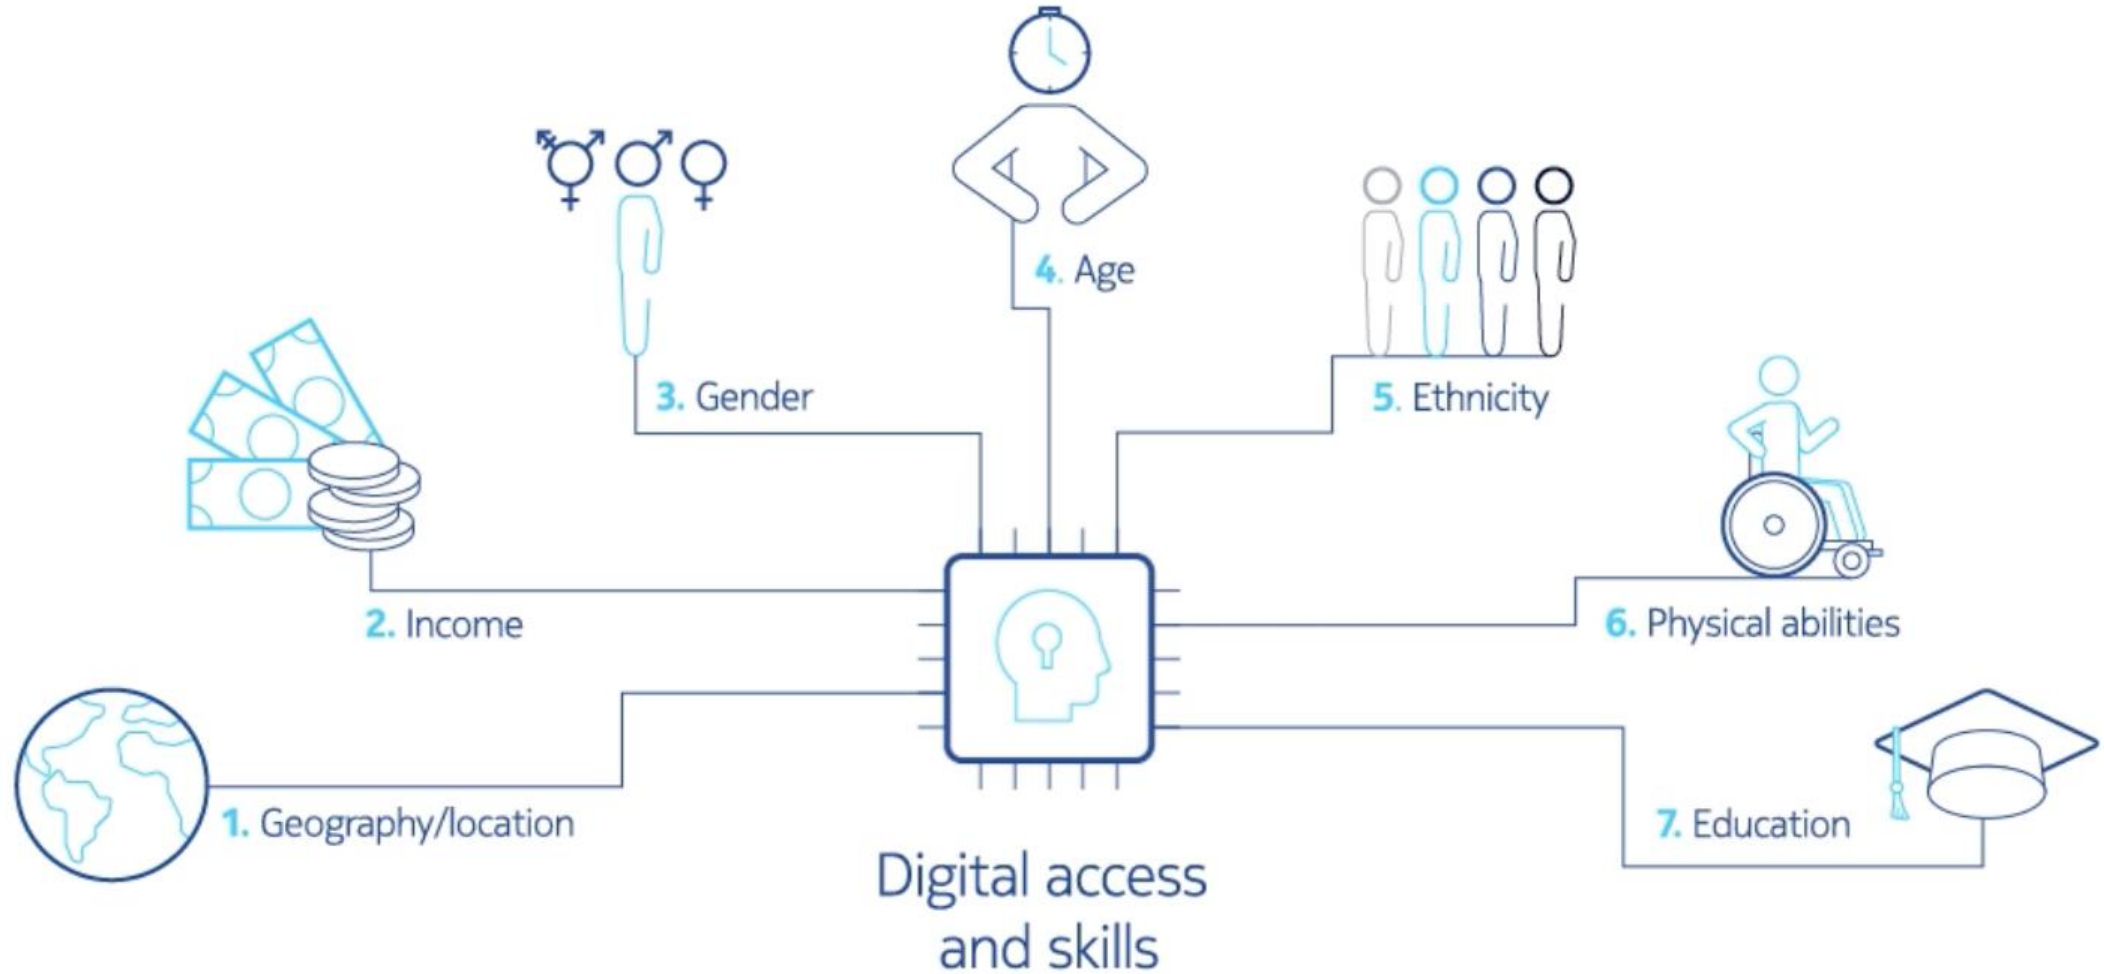 1. Geography/location
2. Income
3. Gender
4. Age
5. Ethnicity
6. Physical abilities
7. Education
Digital access
and skills